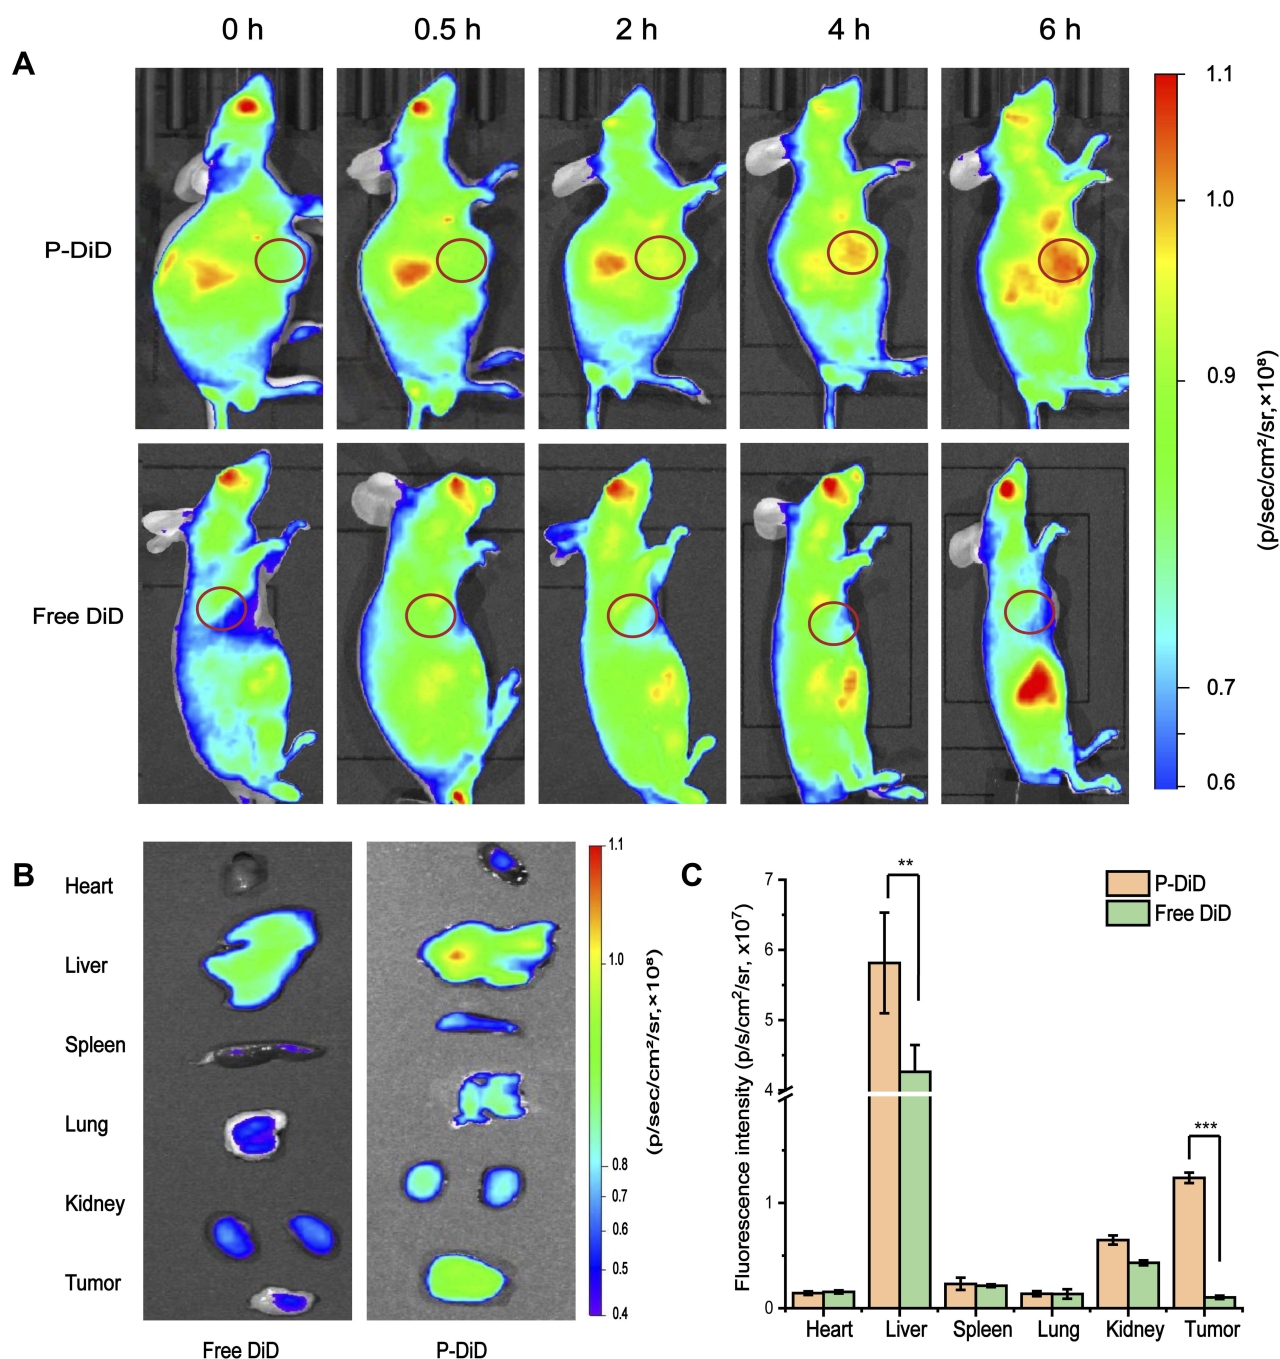 0 h 0.5 h 2 h 4 h 6 h
A
P-DiD
Free DiD
1.1
1.0
0.9
0.7
0.6
(p/sec/cm²/sr,×10⁸)
B
Heart
Liver
Spleen
Lung
Kidney
Tumor
Free DiD P-DiD
1.1
1.0
0.8
0.7
0.6
0.5
0.4
(p/sec/cm²/sr,×10⁸)
C
P-DiD
Free DiD
Fluorescence intensity (p/s/cm²/sr, x10⁷)
7
6
5
4
1
0
**
***
Heart Liver Spleen Lung Kidney Tumor